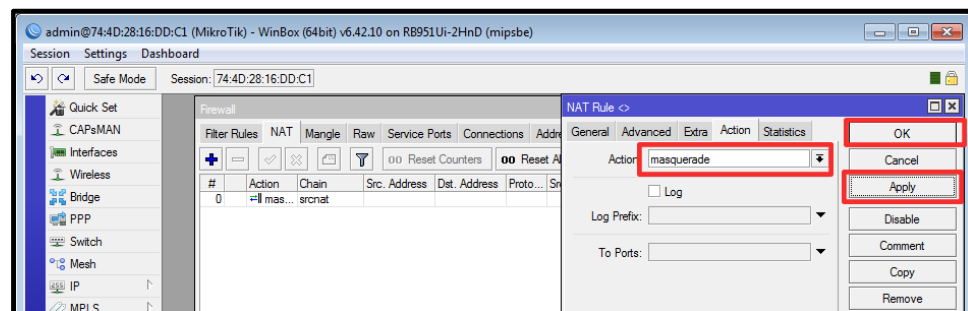 admin@74:4D:28:16:DD:C1 (MikroTik) - WinBox (64bit) v6.42.10 on RB951Ui-2HnD (mipsbe)
Session Settings Dashboard
Safe Mode Session: 74:4D:28:16:DD:C1
Quick Set
CAPsMAN
Interfaces
Wireless
Bridge
PPP
Switch
Mesh
IP
MPLS
Firewall
Filter Rules NAT Mangle Raw Service Ports Connections Addre
00 Reset Counters 00 Reset Al
# Action Chain Src. Address Dst. Address Proto... Src
0 mas... srcnat
NAT Rule <>
General Advanced Extra Action Statistics
Action: masquerade
Log
Log Prefix:
To Ports:
OK
Cancel
Apply
Disable
Comment
Copy
Remove